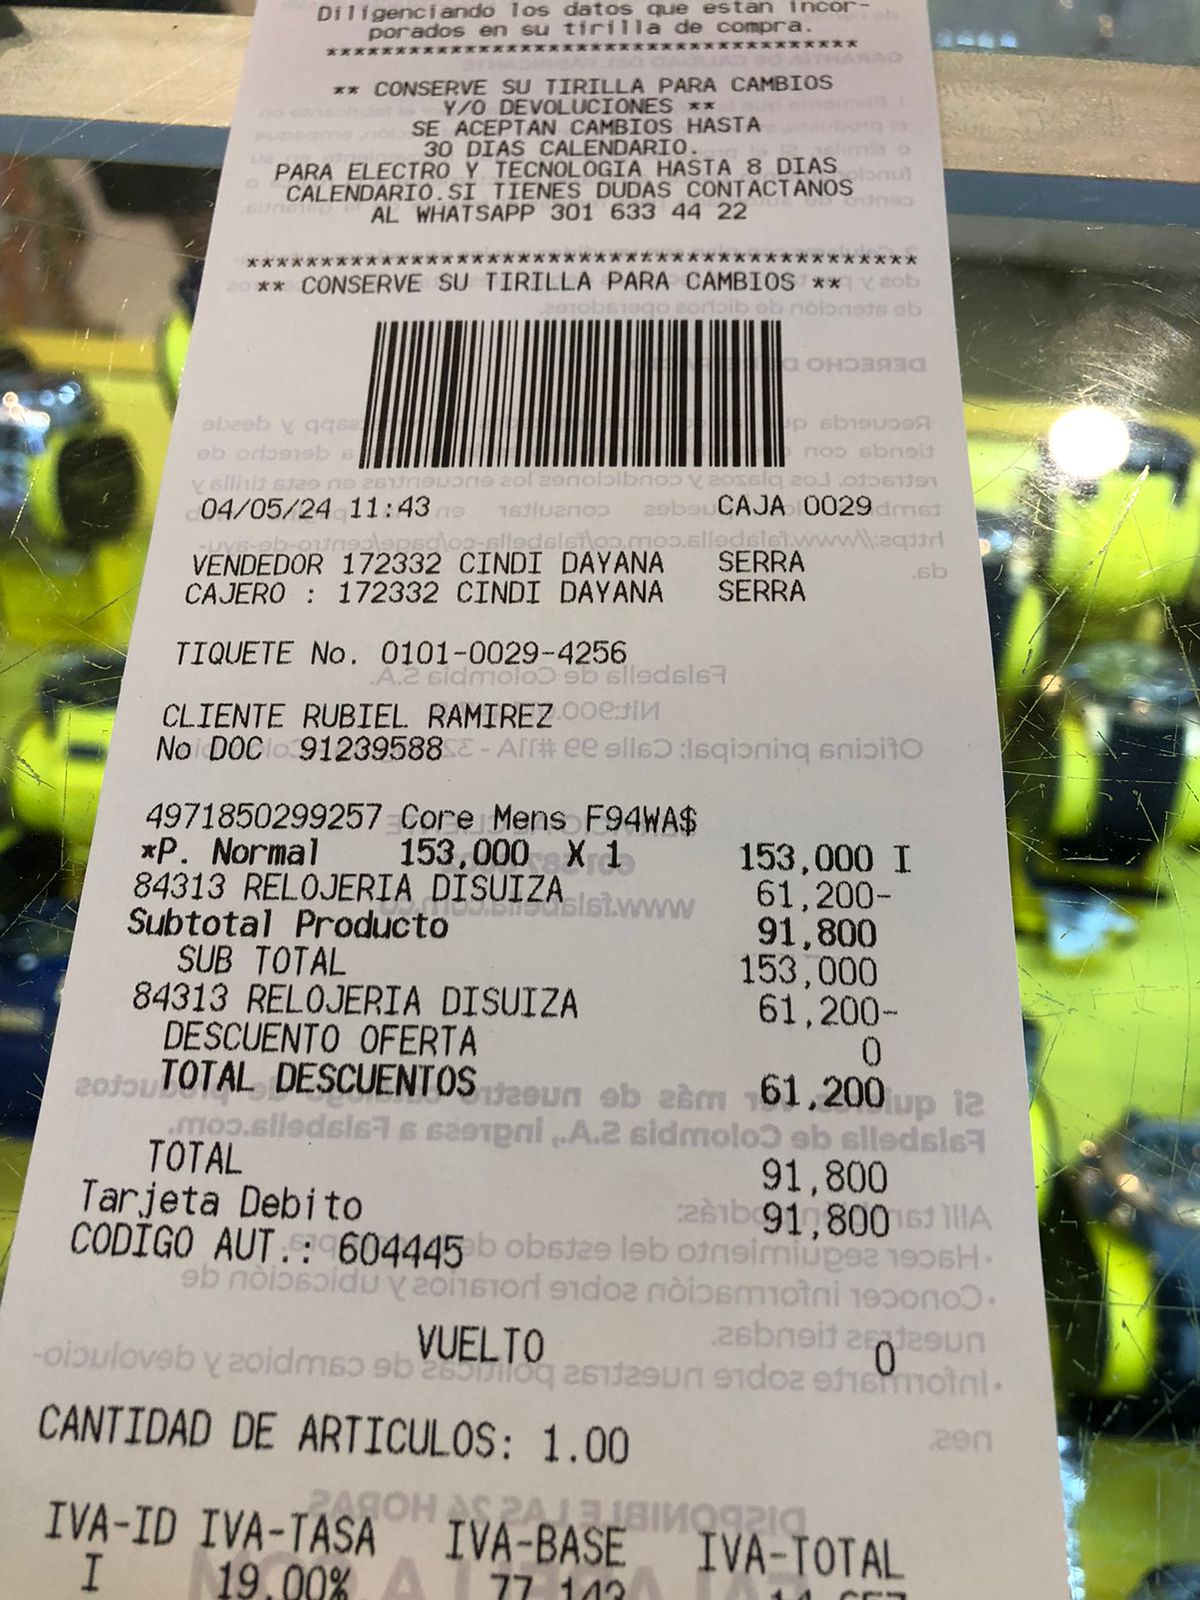 Diligenciando los datos que estan incor-
porados en su tirilla de compra.
****************************************
** CONSERVE SU TIRILLA PARA CAMBIOS
Y/O DEVOLUCIONES **
SE ACEPTAN CAMBIOS HASTA
30 DIAS CALENDARIO.
PARA ELECTRO Y TECNOLOGIA HASTA 8 DIAS
CALENDARIO.SI TIENES DUDAS CONTACTANOS
AL WHATSAPP 301 633 44 22
********************************************
** CONSERVE SU TIRILLA PARA CAMBIOS **
04/05/24 11:43 CAJA 0029
VENDEDOR 172332 CINDI DAYANA SERRA
CAJERO : 172332 CINDI DAYANA SERRA
TIQUETE No. 0101-0029-4256
CLIENTE RUBIEL RAMIREZ
No DOC 91239588
4971850299257 Core Mens F94WA$
*P. Normal 153,000 X 1 153,000 I
84313 RELOJERIA DISUIZA 61,200-
Subtotal Producto 91,800
SUB TOTAL 153,000
84313 RELOJERIA DISUIZA 61,200-
DESCUENTO OFERTA 0
TOTAL DESCUENTOS 61,200
TOTAL 91,800
Tarjeta Debito 91,800
CODIGO AUT.: 604445
VUELTO 0
CANTIDAD DE ARTICULOS: 1.00
IVA-ID IVA-TASA IVA-BASE IVA-TOTAL
I 19.00% 77,143